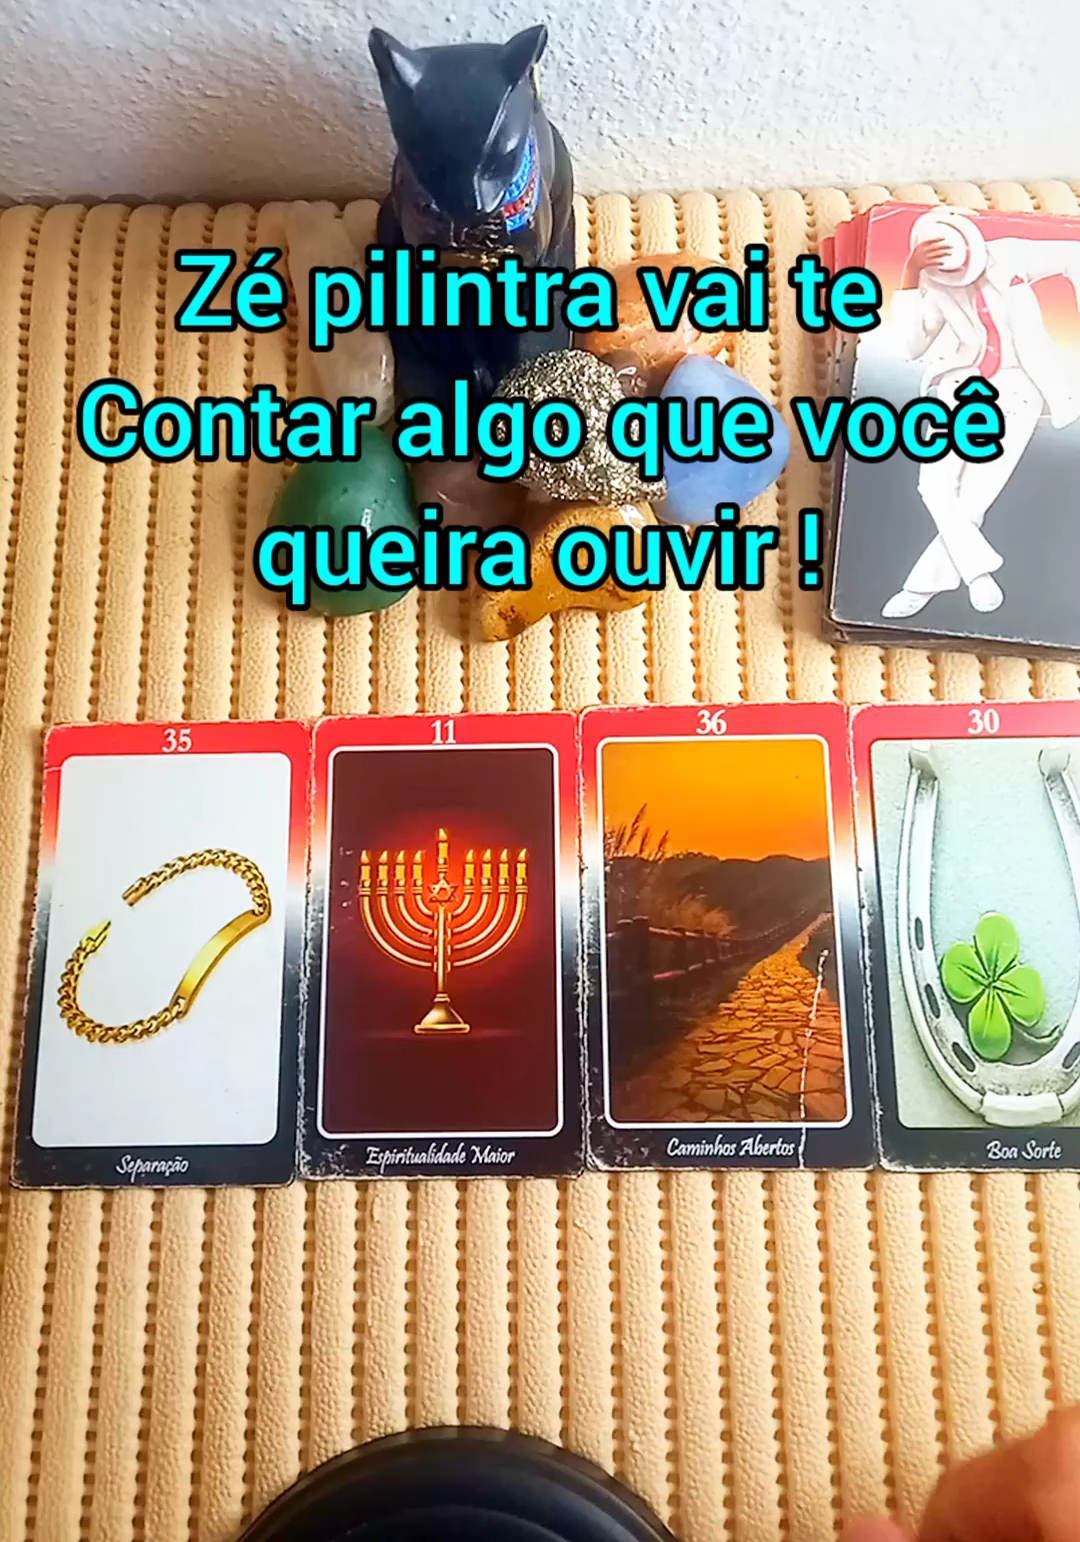 Zé pilintra vai te
Contar algo que você
queira ouvir !
35
11
36
30
Separação
Espiritualidade Maior
Caminhos Abertos
Boa Sorte